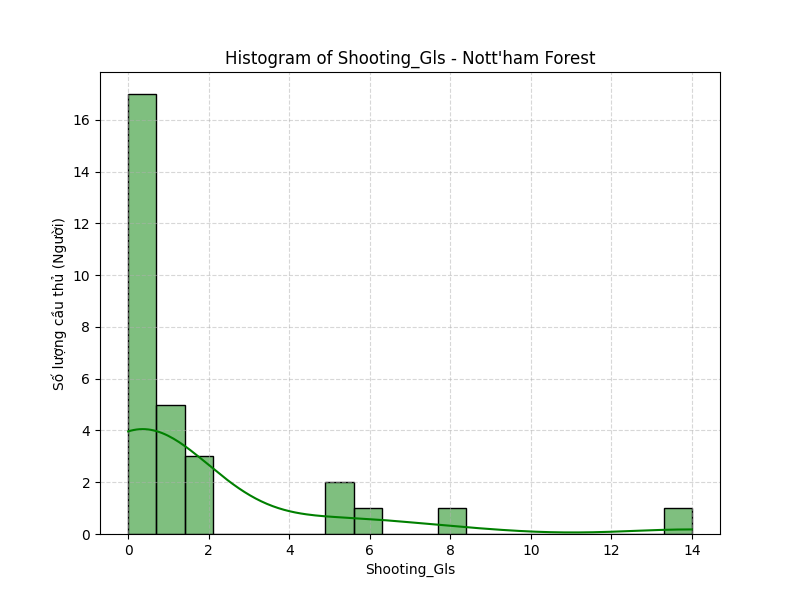 Histogram of Shooting_Gls - Nott'ham Forest
Số lượng cầu thủ (Người)
16
14
12
10
8
6
4
2
0
0 2 4 6 8 10 12 14
Shooting_Gls